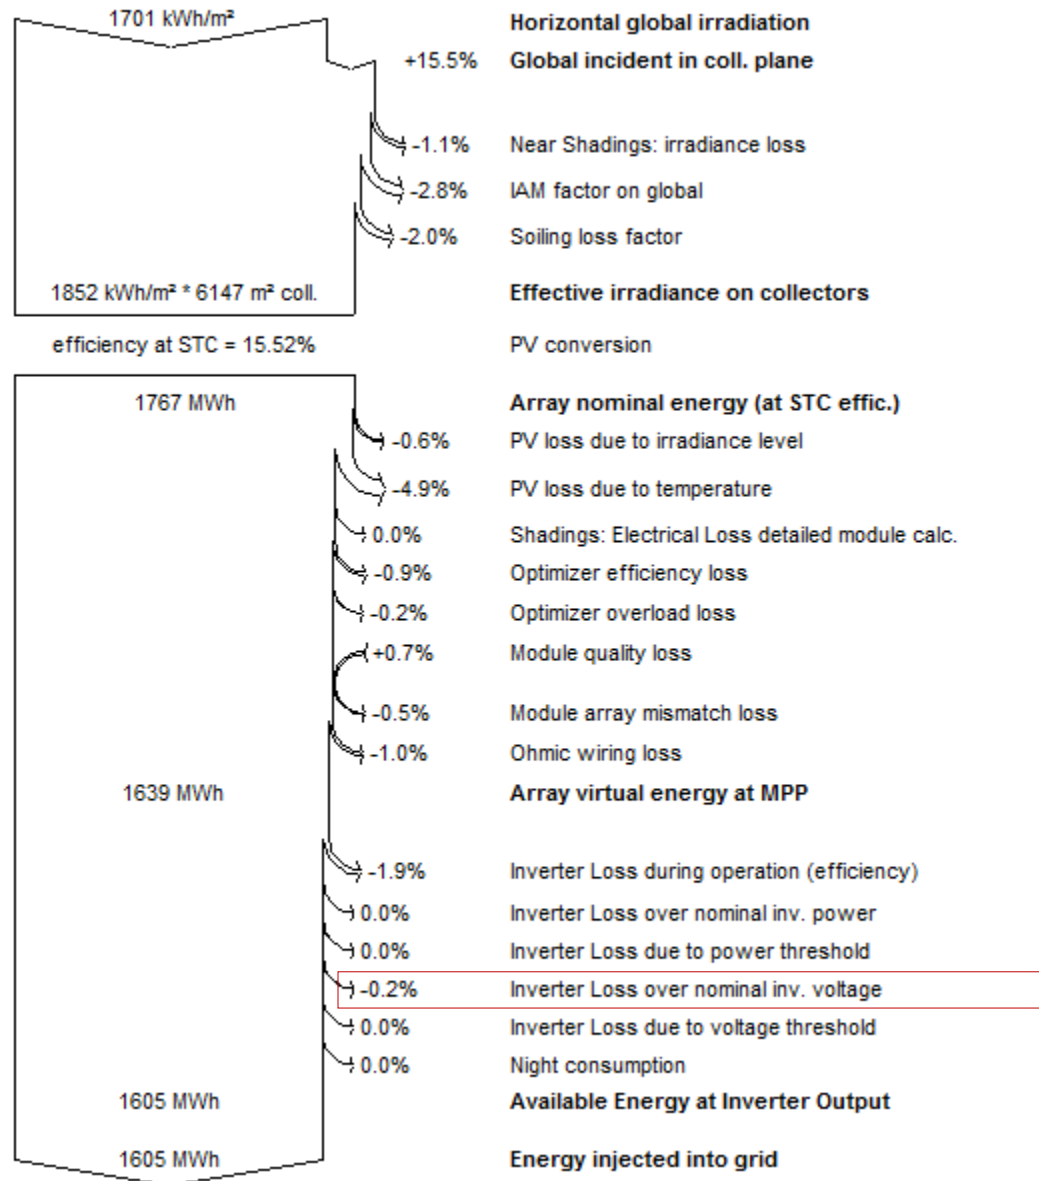 1701 kWh/m² Horizontal global irradiation
+15.5% Global incident in coll. plane
-1.1% Near Shadings: irradiance loss
-2.8% IAM factor on global
-2.0% Soiling loss factor
1852 kWh/m² * 6147 m² coll. Effective irradiance on collectors
efficiency at STC = 15.52% PV conversion
1767 MWh Array nominal energy (at STC effic.)
-0.6% PV loss due to irradiance level
-4.9% PV loss due to temperature
0.0% Shadings: Electrical Loss detailed module calc.
-0.9% Optimizer efficiency loss
-0.2% Optimizer overload loss
+0.7% Module quality loss
-0.5% Module array mismatch loss
-1.0% Ohmic wiring loss
1639 MWh Array virtual energy at MPP
-1.9% Inverter Loss during operation (efficiency)
0.0% Inverter Loss over nominal inv. power
0.0% Inverter Loss due to power threshold
-0.2% Inverter Loss over nominal inv. voltage
0.0% Inverter Loss due to voltage threshold
0.0% Night consumption
1605 MWh Available Energy at Inverter Output
1605 MWh Energy injected into grid